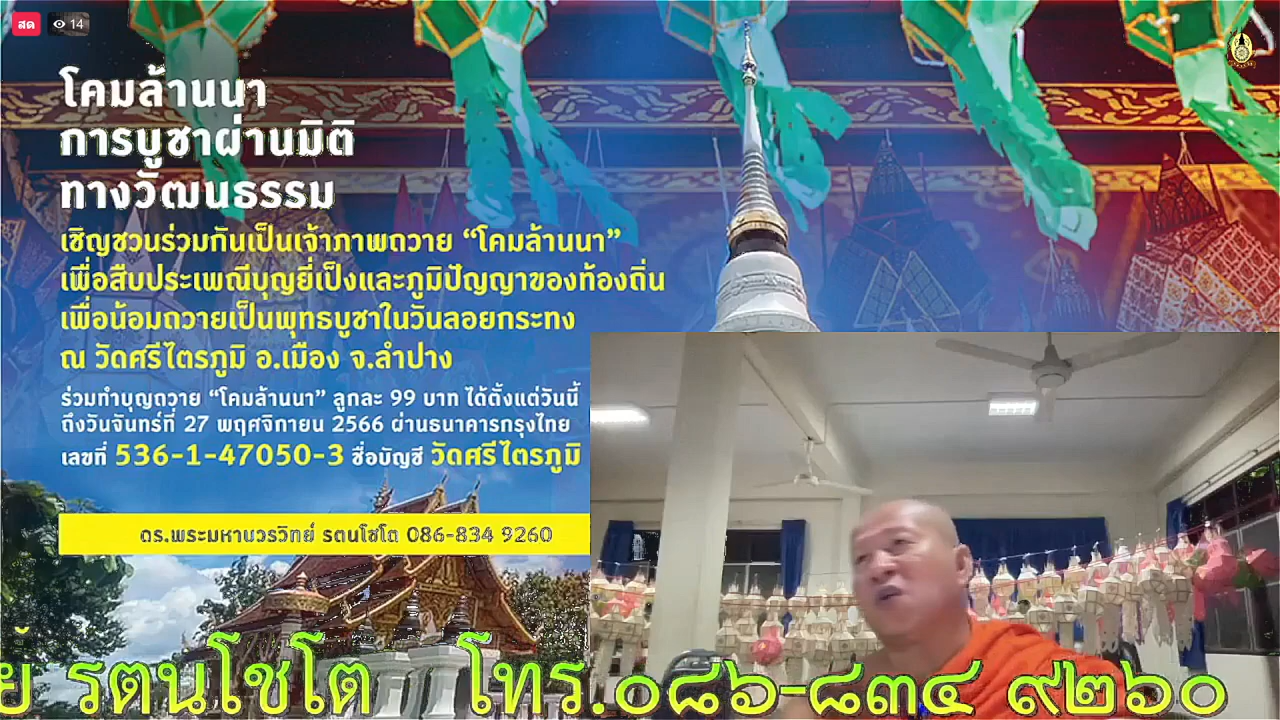 สด 14
โคมล้านนา
การบูชาผ่านมิติ
ทางวัฒนธรรม
เชิญชวนร่วมกันเป็นเจ้าภาพถวาย “โคมล้านนา”
เพื่อสืบประเพณีบุญยี่เป็งและภูมิปัญญาของท้องถิ่น
เพื่อน้อมถวายเป็นพุทธบูชาในวันลอยกระทง
ณ วัดศรีไตรภูมิ อ.เมือง จ.ลำปาง
ร่วมทำบุญถวาย “โคมล้านนา” ลูกละ 99 บาท ได้ตั้งแต่วันนี้
ถึงวันจันทร์ที่ 27 พฤศจิกายน 2566 ผ่านธนาคารกรุงไทย
เลขที่ 536-1-47050-3 ชื่อบัญชี วัดศรีไตรภูมิ
ดร.พระมหาบวรวิทย์ รตนโชโต 086-834 9260
ย์ รตนโชโต โทร.๐๘๖-๘๓๔ ๙๒๖๐